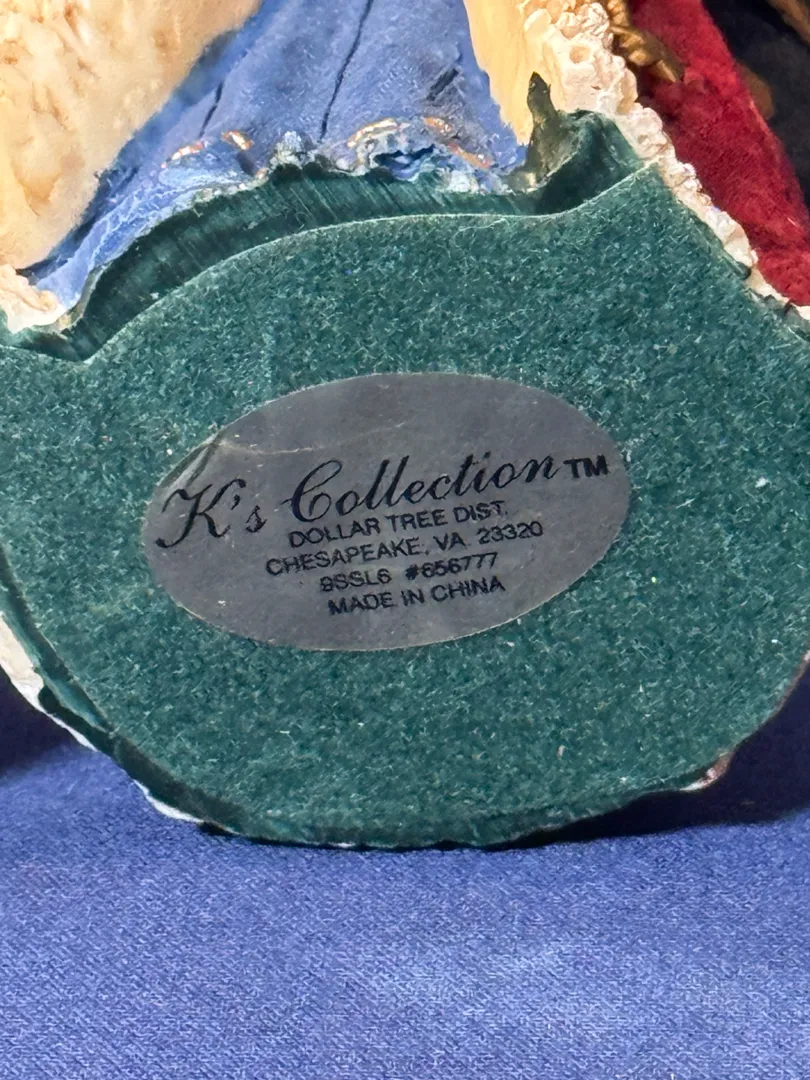 K's Collection™
DOLLAR TREE DIST.
CHESAPEAKE, VA. 23320
9SSL6 #656777
MADE IN CHINA